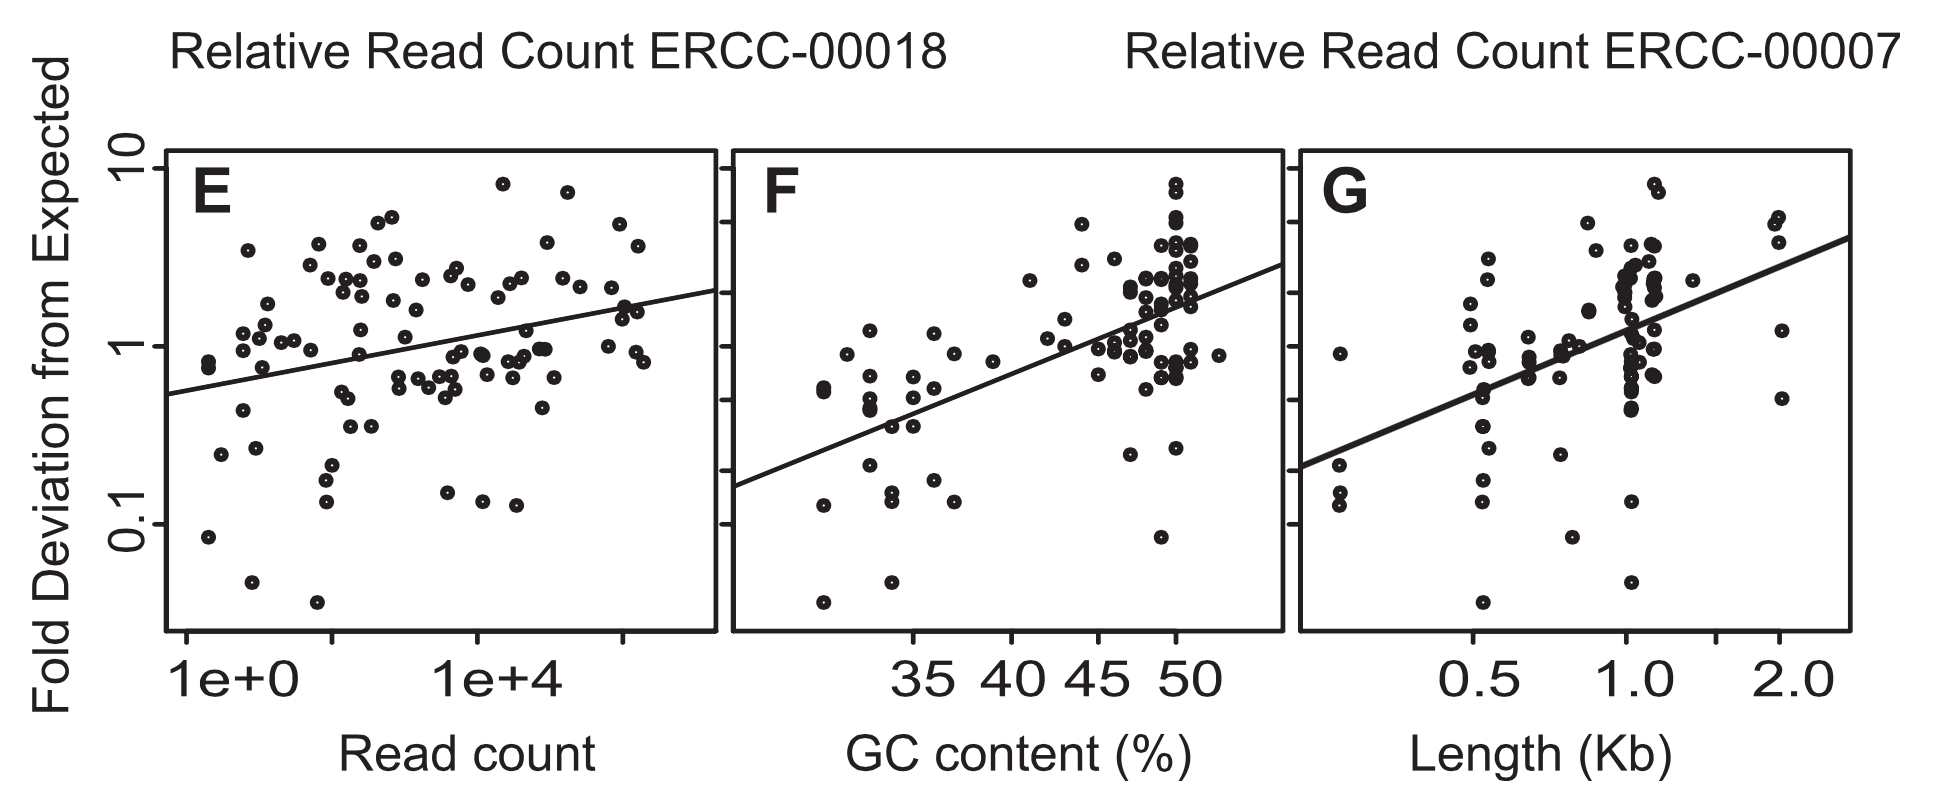 Relative Read Count ERCC-00018
Relative Read Count ERCC-00007
Fold Deviation from Expected
10
1
0.1
E
F
G
1e+0 1e+4
35 40 45 50
0.5 1.0 2.0
Read count
GC content (%)
Length (Kb)